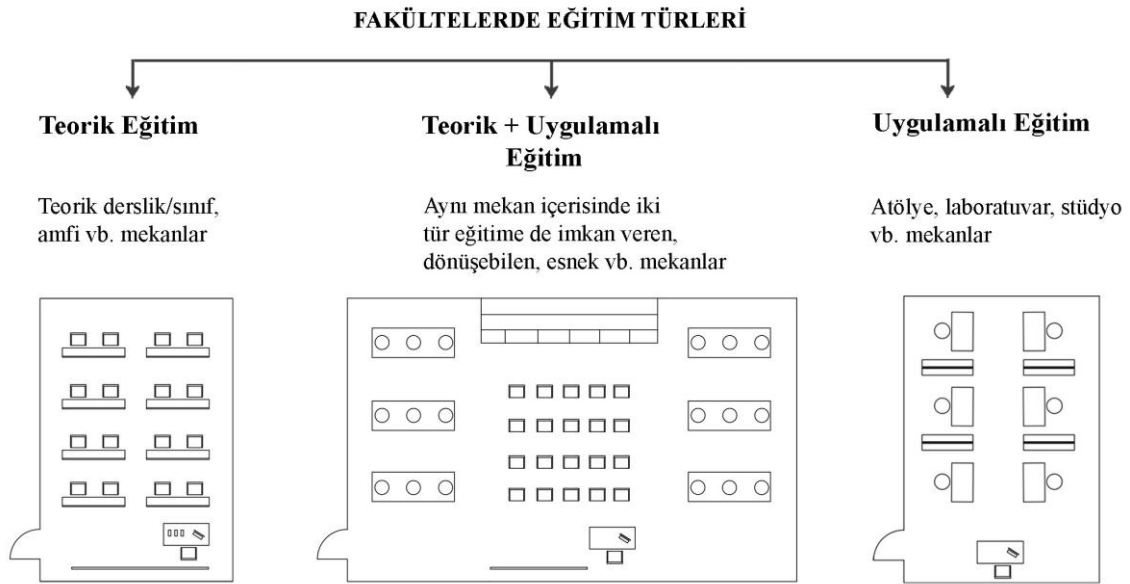 FAKÜLTELERDE EĞİTİM TÜRLERİ
Teorik Eğitim
Teorik derslik/sınıf,
amfi vb. mekanlar
Teorik + Uygulamalı
Eğitim
Aynı mekan içerisinde iki
tür eğitime de imkan veren,
dönüşebilen, esnek vb. mekanlar
Uygulamalı Eğitim
Atölye, laboratuvar, stüdyo
vb. mekanlar